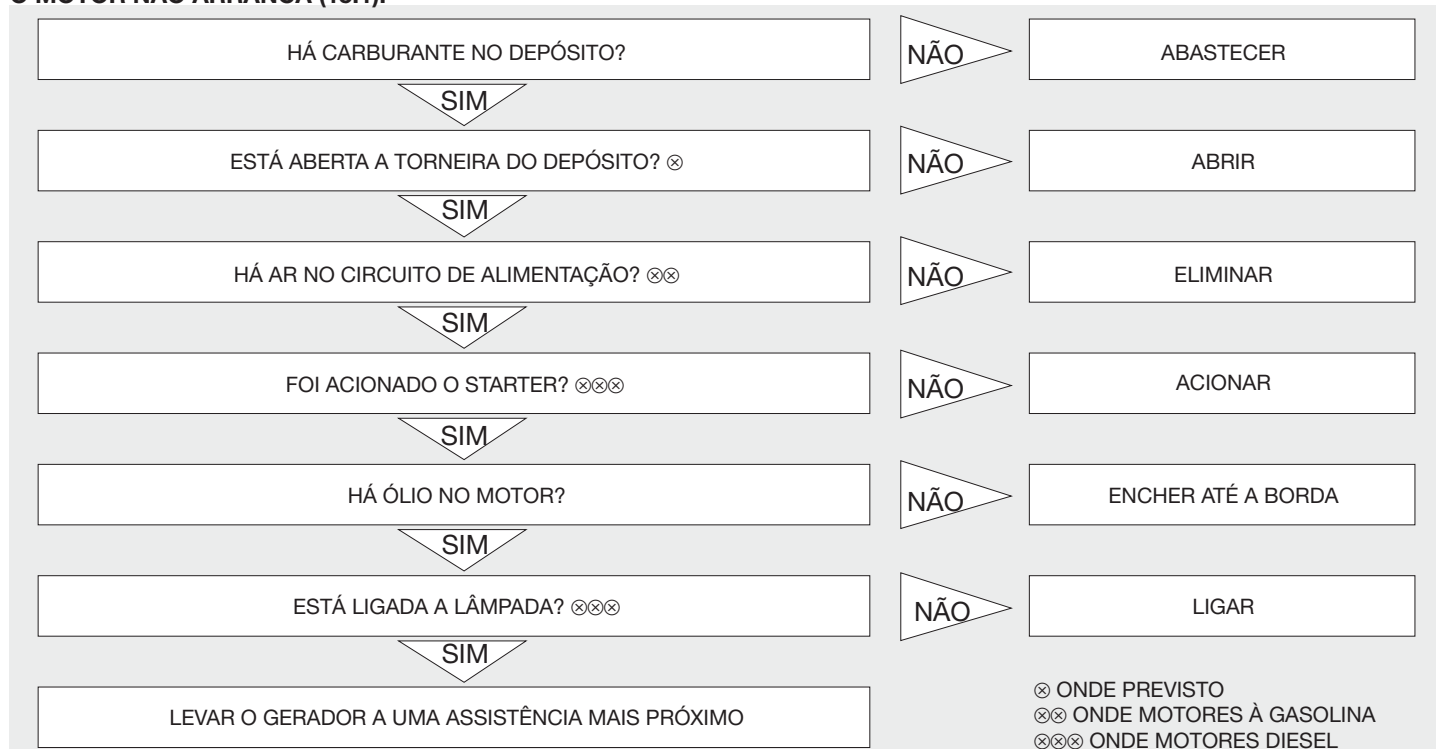 O MOTOR NÃO ARRANCA
HÁ CARBURANTE NO DEPÓSITO?
NÃO
ABASTECER
SIM
ESTÁ ABERTA A TORNEIRA DO DEPÓSITO? ⊗
NÃO
ABRIR
SIM
HÁ AR NO CIRCUITO DE ALIMENTAÇÃO? ⊗⊗
NÃO
ELIMINAR
SIM
FOI ACIONADO O STARTER? ⊗⊗⊗
NÃO
ACIONAR
SIM
HÁ ÓLIO NO MOTOR?
NÃO
ENCHER ATÉ A BORDA
SIM
ESTÁ LIGADA A LÂMPADA? ⊗⊗⊗
NÃO
LIGAR
SIM
LEVAR O GERADOR A UMA ASSISTÊNCIA MAIS PRÓXIMO
⊗ ONDE PREVISTO
⊗⊗ ONDE MOTORES À GASOLINA
⊗⊗⊗ ONDE MOTORES DIESEL